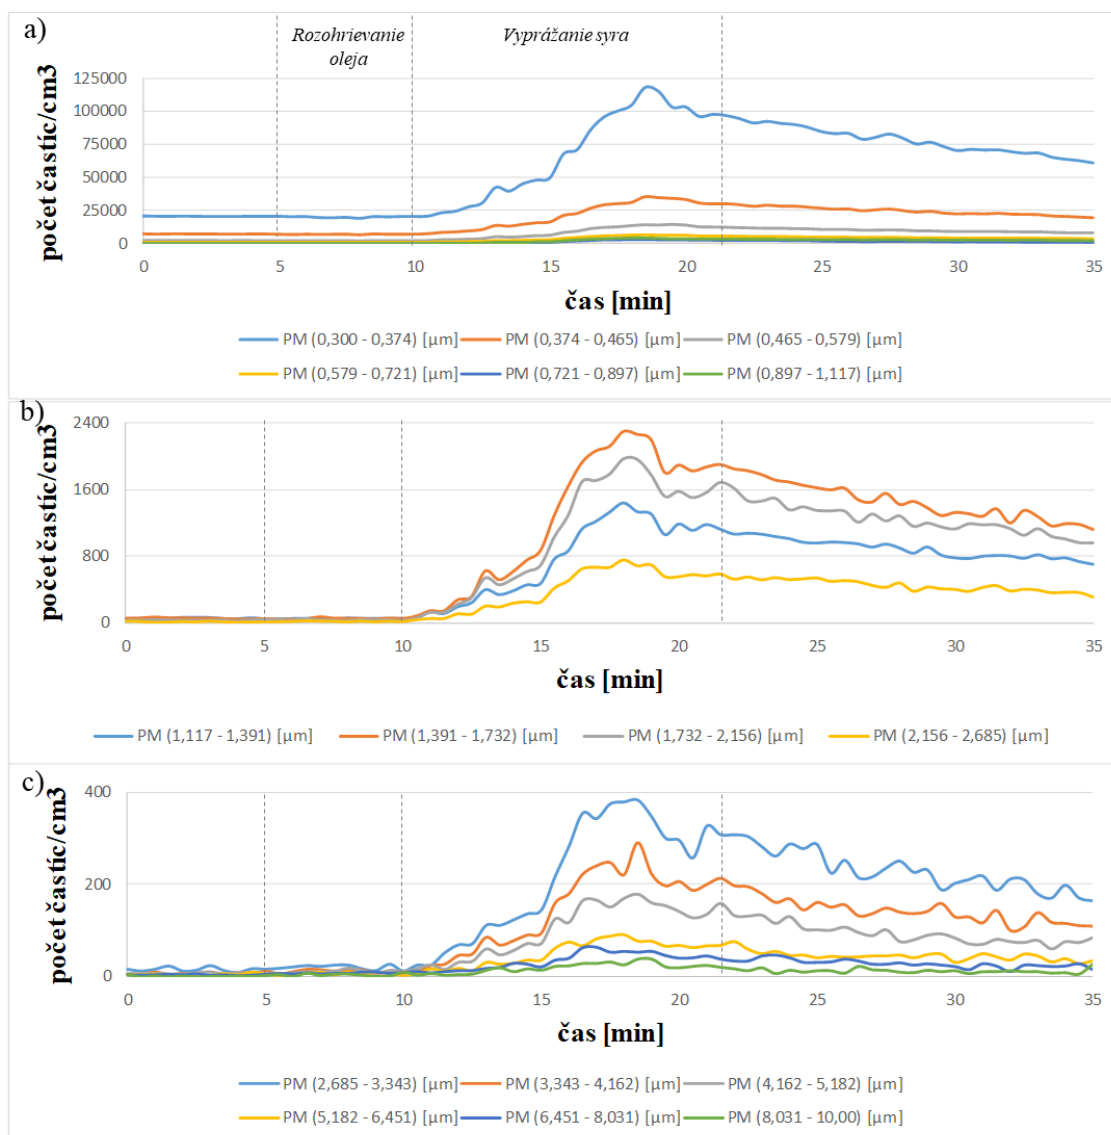 a)
Rozohrievanie
oleja
Vyprážanie syra
počet častíc/cm3
125000
100000
75000
50000
25000
0
0 5 10 15 20 25 30 35
čas [min]
PM (0,300 - 0,374) [µm] PM (0,374 - 0,465) [µm] PM (0,465 - 0,579) [µm]
PM (0,579 - 0,721) [µm] PM (0,721 - 0,897) [µm] PM (0,897 - 1,117) [µm]
b)
počet častíc/cm3
2400
1600
800
0
0 5 10 15 20 25 30 35
čas [min]
PM (1,117 - 1,391) [µm] PM (1,391 - 1,732) [µm] PM (1,732 - 2,156) [µm] PM (2,156 - 2,685) [µm]
c)
počet častíc/cm3
400
200
0
0 5 10 15 20 25 30 35
čas [min]
PM (2,685 - 3,343) [µm] PM (3,343 - 4,162) [µm] PM (4,162 - 5,182) [µm]
PM (5,182 - 6,451) [µm] PM (6,451 - 8,031) [µm] PM (8,031 - 10,00) [µm]